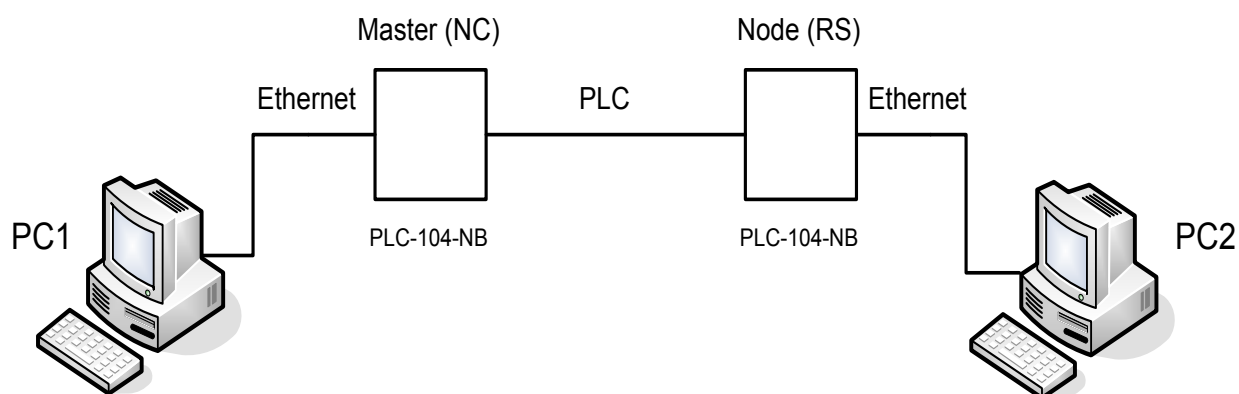 Master (NC)
Node (RS)
Ethernet
PLC
Ethernet
PC1
PLC-104-NB
PLC-104-NB
PC2